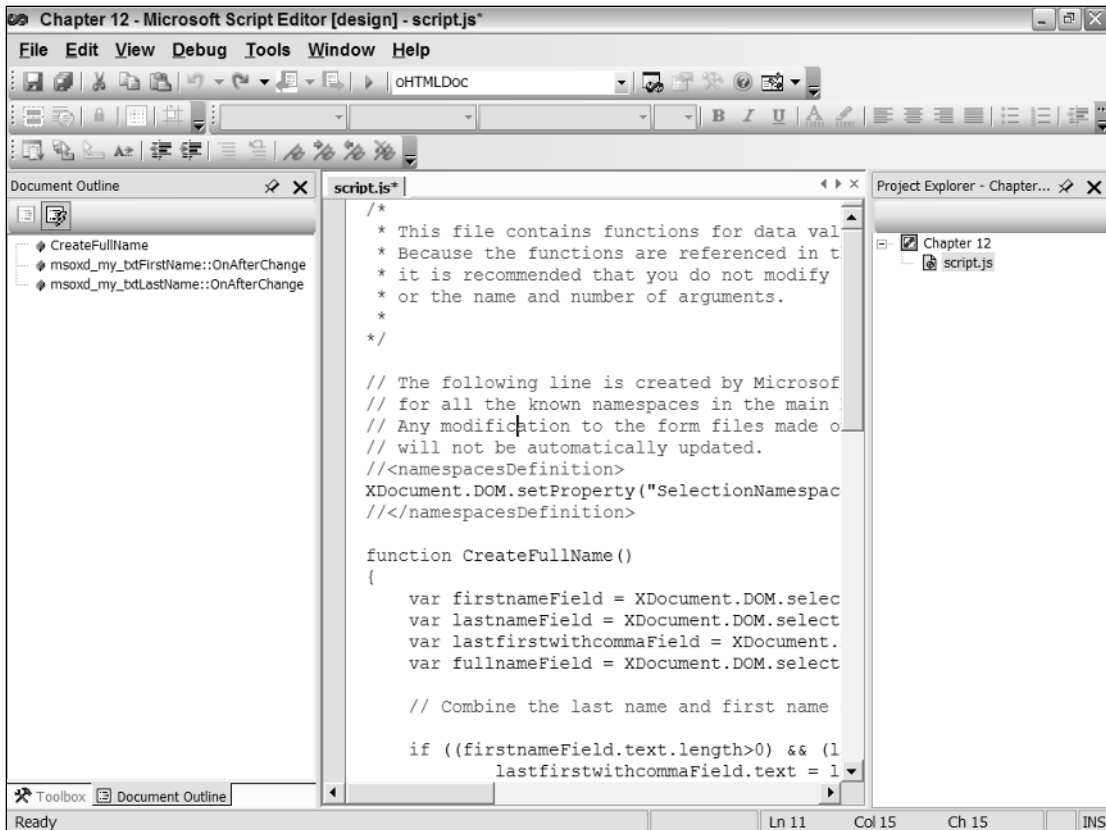 Chapter 12 - Microsoft Script Editor [design] - script.js*
File Edit View Debug Tools Window Help
oHTMLDoc
B I U A
Document Outline
CreateFullName
msoxd_my_txtFirstName::OnAfterChange
msoxd_my_txtLastName::OnAfterChange
Toolbox Document Outline
script.js*
/*
* This file contains functions for data val
* Because the functions are referenced in t
* it is recommended that you do not modify
* or the name and number of arguments.
*
*/
// The following line is created by Microsof
// for all the known namespaces in the main
// Any modification to the form files made o
// will not be automatically updated.
//<namespacesDefinition>
XDocument.DOM.setProperty("SelectionNamespac
//</namespacesDefinition>
function CreateFullName()
{
var firstnameField = XDocument.DOM.selec
var lastnameField = XDocument.DOM.select
var lastfirstwithcommaField = XDocument.
var fullnameField = XDocument.DOM.select
// Combine the last name and first name
if ((firstnameField.text.length>0) && (l
lastfirstwithcommaField.text = l
Project Explorer - Chapter...
Chapter 12
script.js
Ready Ln 11 Col 15 Ch 15 INS